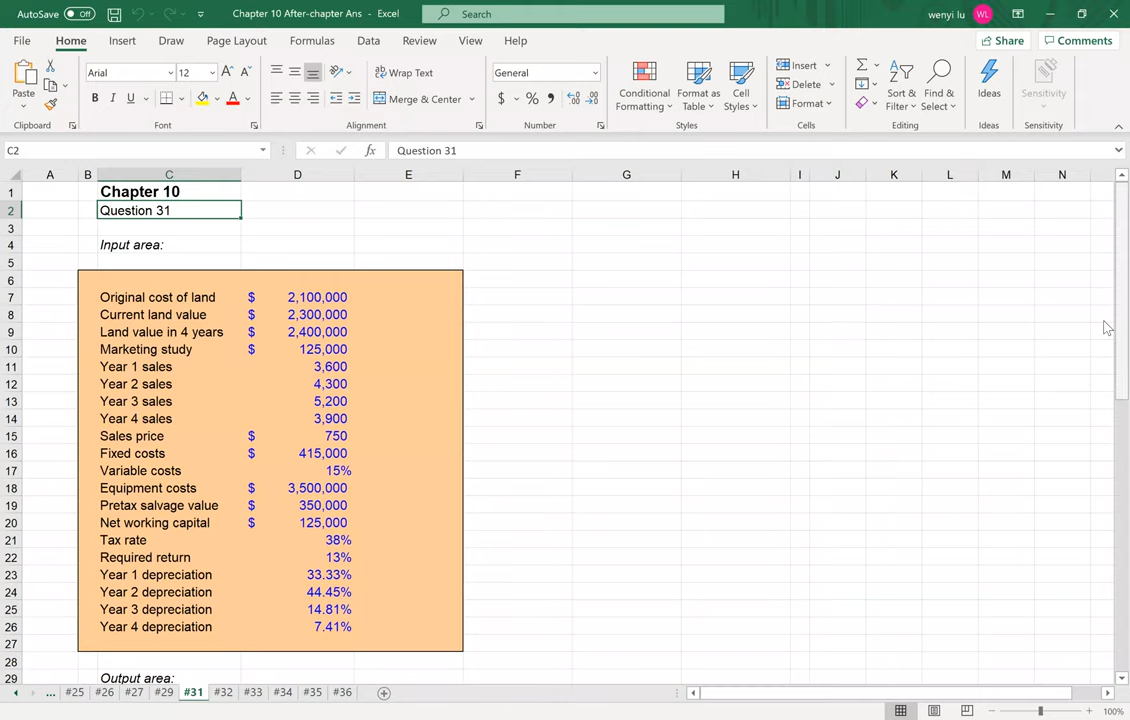 AutoSave Off Chapter 10 After-chapter Ans - Excel Search wenyi lu WL
File Home Insert Draw Page Layout Formulas Data Review View Help Share Comments
Paste Arial 12 A A Wrap Text General Conditional Formatting Format as Table Cell Styles Insert Sort & Filter Find & Select Ideas Sensitivity
B I U A Merge & Center $ % , Delete
Format
Clipboard Font Alignment Number Styles Cells Editing Ideas Sensitivity
C2 fx Question 31
A B C D E F G H I J K L M N
1 Chapter 10
2 Question 31
3
4 Input area:
5
6
7 Original cost of land $ 2,100,000
8 Current land value $ 2,300,000
9 Land value in 4 years $ 2,400,000
10 Marketing study $ 125,000
11 Year 1 sales 3,600
12 Year 2 sales 4,300
13 Year 3 sales 5,200
14 Year 4 sales 3,900
15 Sales price $ 750
16 Fixed costs $ 415,000
17 Variable costs 15%
18 Equipment costs $ 3,500,000
19 Pretax salvage value $ 350,000
20 Net working capital $ 125,000
21 Tax rate 38%
22 Required return 13%
23 Year 1 depreciation 33.33%
24 Year 2 depreciation 44.45%
25 Year 3 depreciation 14.81%
26 Year 4 depreciation 7.41%
27
28
29 Output area:
... #25 #26 #27 #29 #31 #32 #33 #34 #35 #36
100%